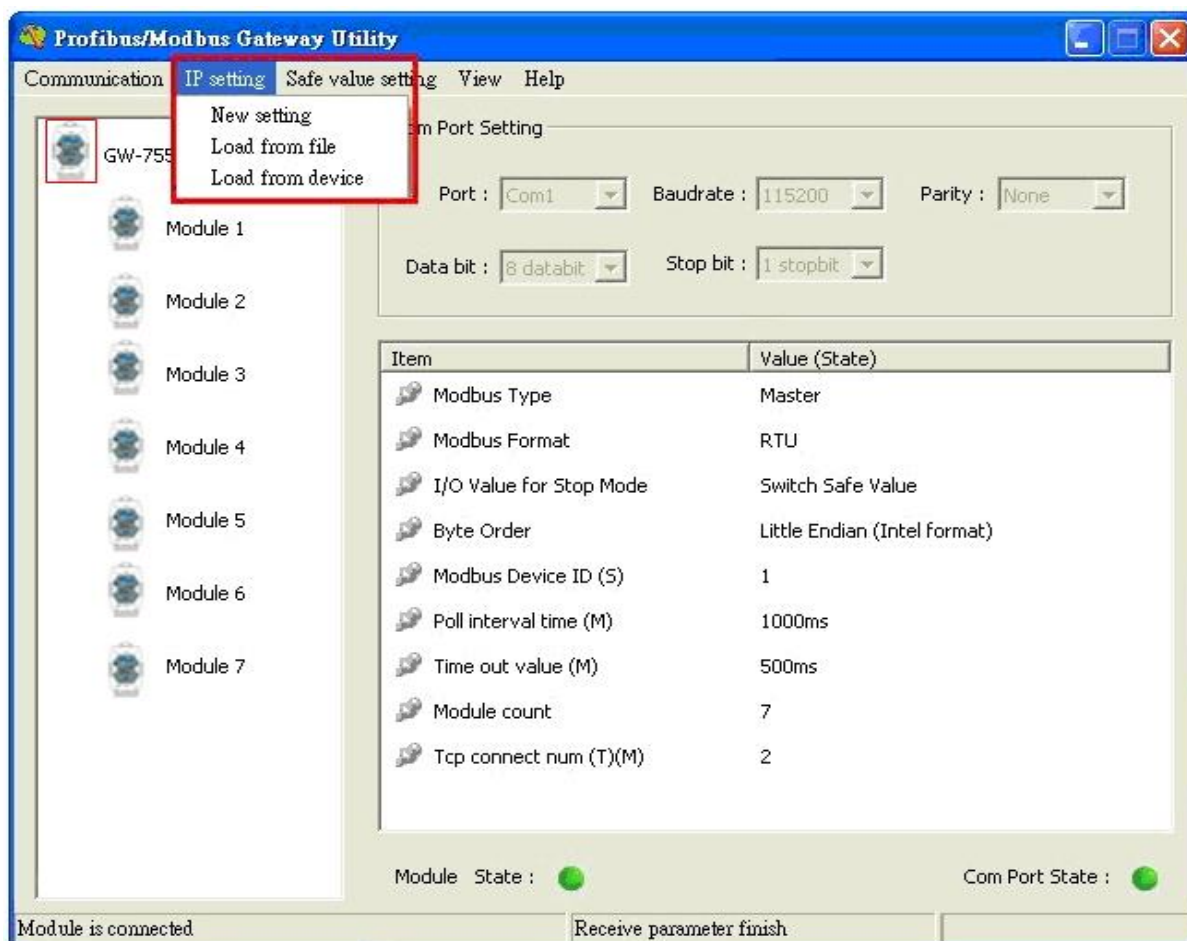 Profibus/Modbus Gateway Utility
Communication IP setting Safe value setting View Help
New setting
Load from file
Load from device
GW-755
Module 1
Module 2
Module 3
Module 4
Module 5
Module 6
Module 7
m Port Setting
Port : Com1 Baudrate : 115200 Parity : None
Data bit : 8 databit Stop bit : 1 stopbit
Item Value (State)
Modbus Type Master
Modbus Format RTU
I/O Value for Stop Mode Switch Safe Value
Byte Order Little Endian (Intel format)
Modbus Device ID (S) 1
Poll interval time (M) 1000ms
Time out value (M) 500ms
Module count 7
Tcp connect num (T)(M) 2
Module State : Com Port State :
Module is connected Receive parameter finish